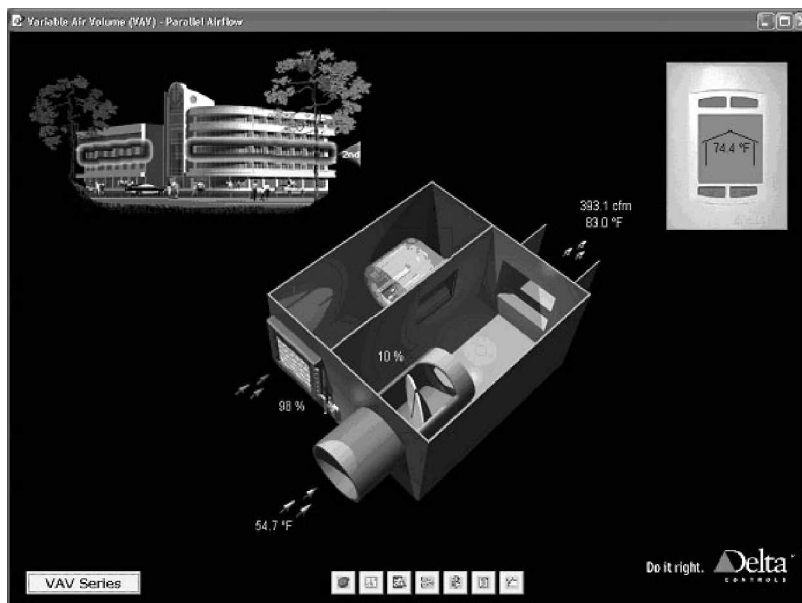 Variable Air Volume (VAV) - Parallel Airflow
2nd
74.4 °F
393.1 cfm
83.0 °F
10 %
98 %
54.7 °F
VAV Series
Do it right.
Delta
CONTROLS